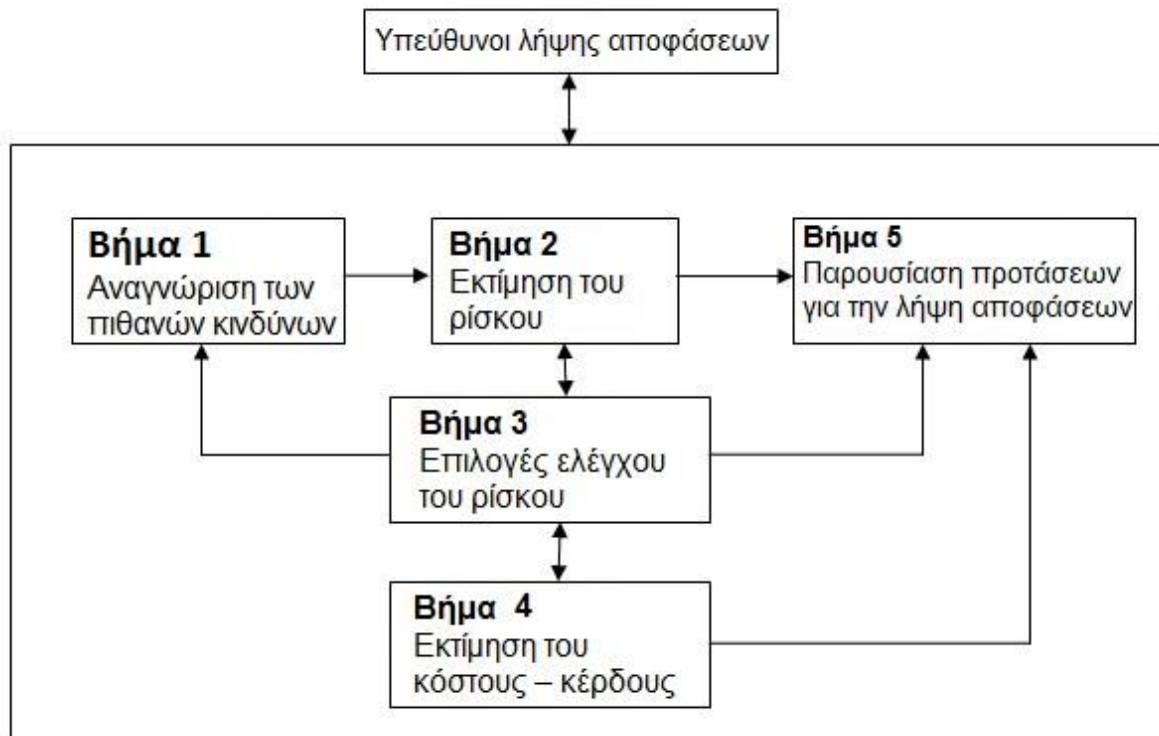 Υπεύθυνοι λήψης αποφάσεων
Βήμα 1
Αναγνώριση των
πιθανών κινδύνων
Βήμα 2
Εκτίμηση του
ρίσκου
Βήμα 5
Παρουσίαση προτάσεων
για την λήψη αποφάσεων
Βήμα 3
Επιλογές ελέγχου
του ρίσκου
Βήμα 4
Εκτίμηση του
κόστους – κέρδους